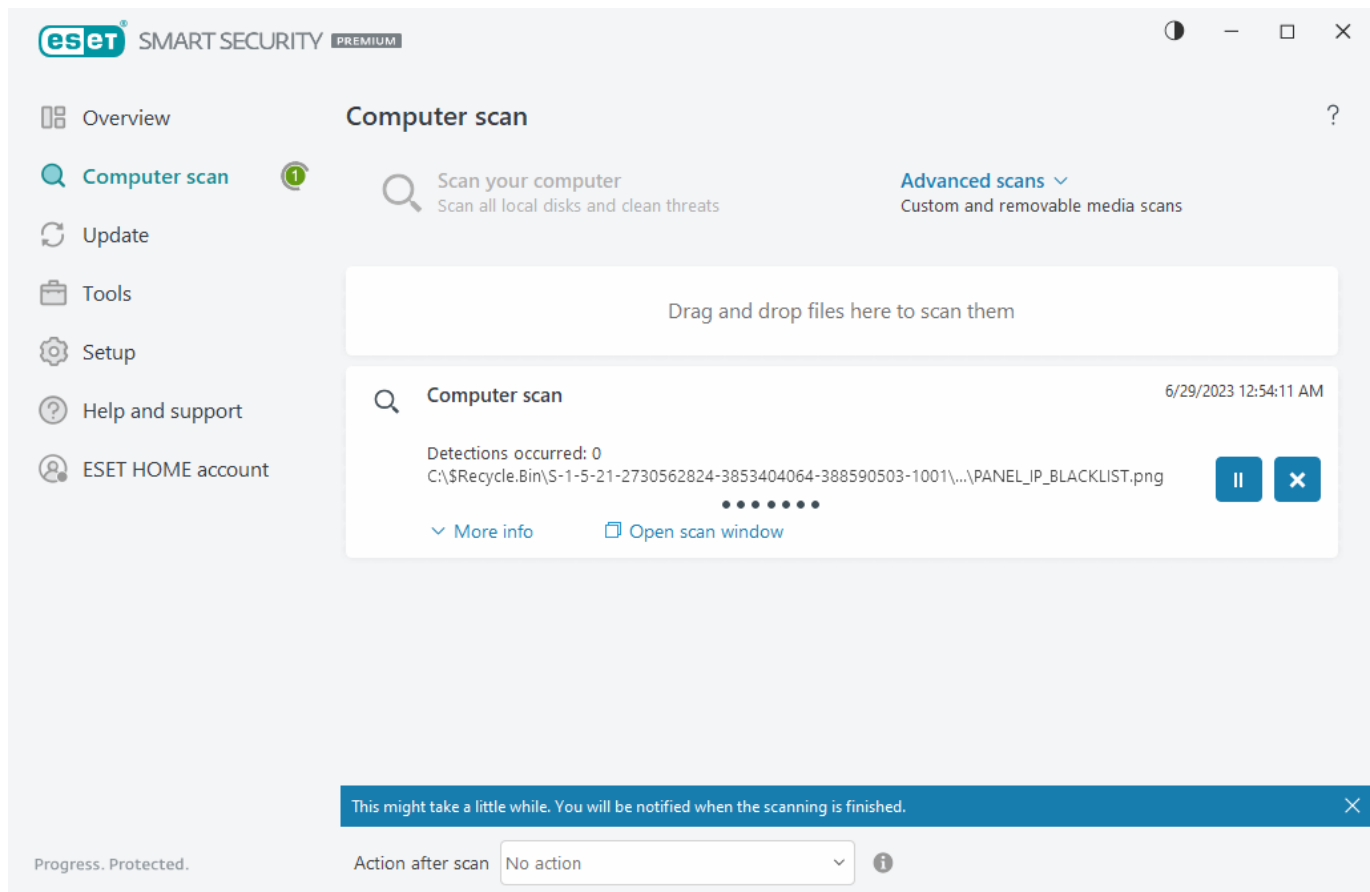 eset® SMART SECURITY PREMIUM
Overview
Computer scan 1
Update
Tools
Setup
Help and support
ESET HOME account
Progress. Protected.
Computer scan ?
Scan your computer
Scan all local disks and clean threats
Advanced scans
Custom and removable media scans
Drag and drop files here to scan them
Computer scan 6/29/2023 12:54:11 AM
Detections occurred: 0
C:\$Recycle.Bin\S-1-5-21-2730562824-3853404064-388590503-1001\...\PANEL_IP_BLACKLIST.png
More info Open scan window
This might take a little while. You will be notified when the scanning is finished.
Action after scan No action